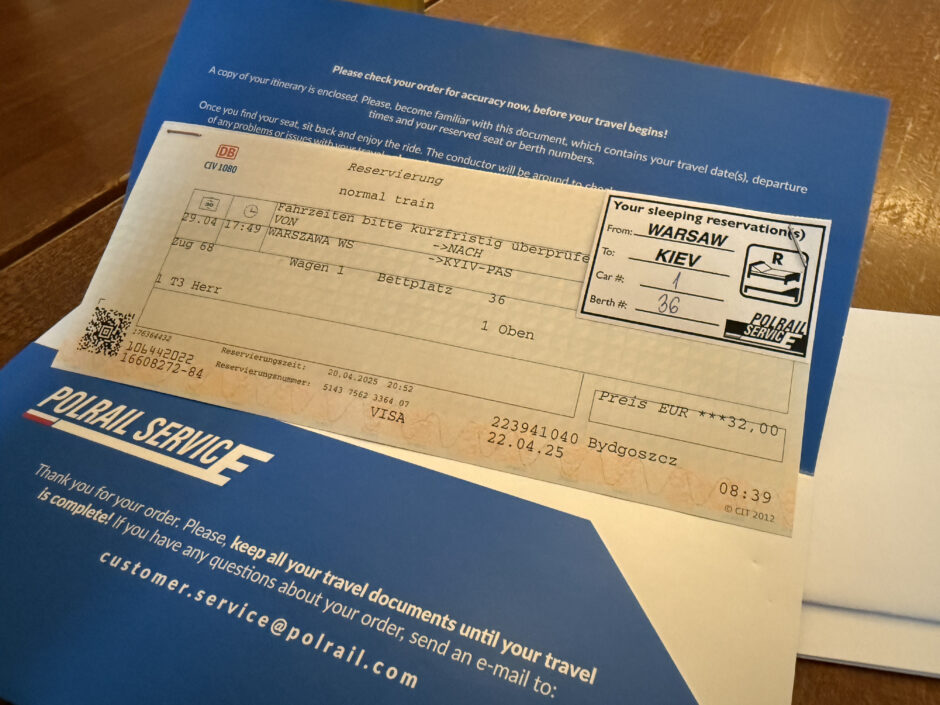 Please check your order for accuracy now, before your travel begins!
A copy of your itinerary is enclosed. Please, become familiar with this document, which contains your travel date(s), departure
times and your reserved seat or berth numbers.
Once you find your seat, sit back and enjoy the ride. The conductor will be around to
of any problems or issues with your
DB
CIV 1080
Reservierung
normal train
Fahrzeiten bitte kurzfristig überprüfe
29.04 17:49
VON ->NACH
WARSZAWA WS ->KYIV-PAS
Zug 68
Wagen 1 Bettplatz 36
1 T3 Herr
1 Oben
176364432
106442022
16608272-84
Reservierungszeit: 20.04.2025 20:52
Reservierungsnummer: 5143 7562 3364 07
VISA
Preis EUR ***32,00
223941040 Bydgoszcz
22.04.25
08:39
© CIT 2012
Your sleeping reservation(s)
From: WARSAW
To: KIEV
Car #: 1
Berth #: 36
R
POLRAIL
SERVICE
POLRAIL SERVICE
Thank you for your order. Please, keep all your travel documents until your travel
is complete! If you have any questions about your order, send an e-mail to:
customer.service@polrail.com